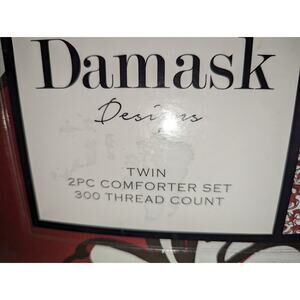 Damask
Designs
TWIN
2PC COMFORTER SET
300 THREAD COUNT